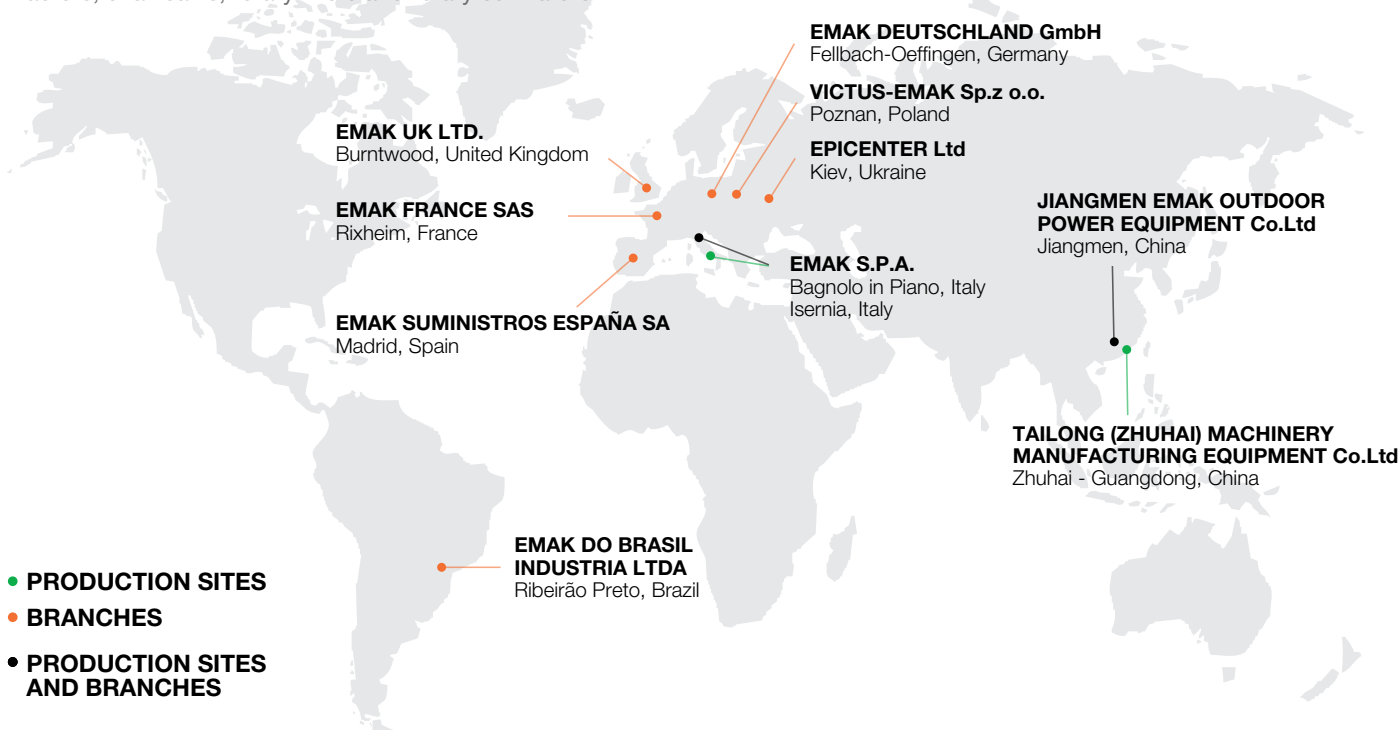 EMAK DEUTSCHLAND GmbH
Fellbach-Oeffingen, Germany
VICTUS-EMAK Sp.z o.o.
Poznan, Poland
EPICENTER Ltd
Kiev, Ukraine
EMAK UK LTD.
Burntwood, United Kingdom
EMAK FRANCE SAS
Rixheim, France
EMAK SUMINISTROS ESPAÑA SA
Madrid, Spain
EMAK S.P.A.
Bagnolo in Piano, Italy
Isernia, Italy
JIANGMEN EMAK OUTDOOR
POWER EQUIPMENT Co.Ltd
Jiangmen, China
TAILONG (ZHUHAI) MACHINERY
MANUFACTURING EQUIPMENT Co.Ltd
Zhuhai - Guangdong, China
EMAK DO BRASIL
INDUSTRIA LTDA
Ribeirão Preto, Brazil
PRODUCTION SITES
BRANCHES
PRODUCTION SITES
AND BRANCHES